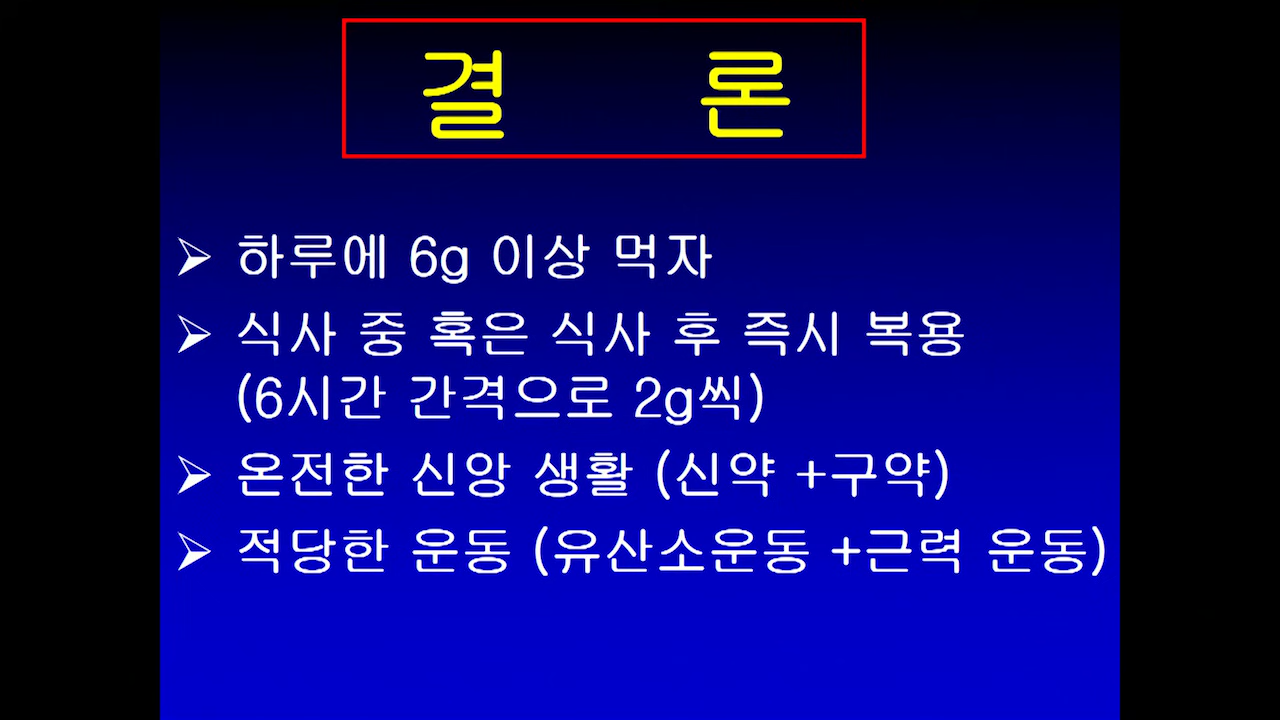 결 론
하루에 6g 이상 먹자
식사 중 혹은 식사 후 즉시 복용
(6시간 간격으로 2g씩)
온전한 신앙 생활 (신약 +구약)
적당한 운동 (유산소운동 +근력 운동)